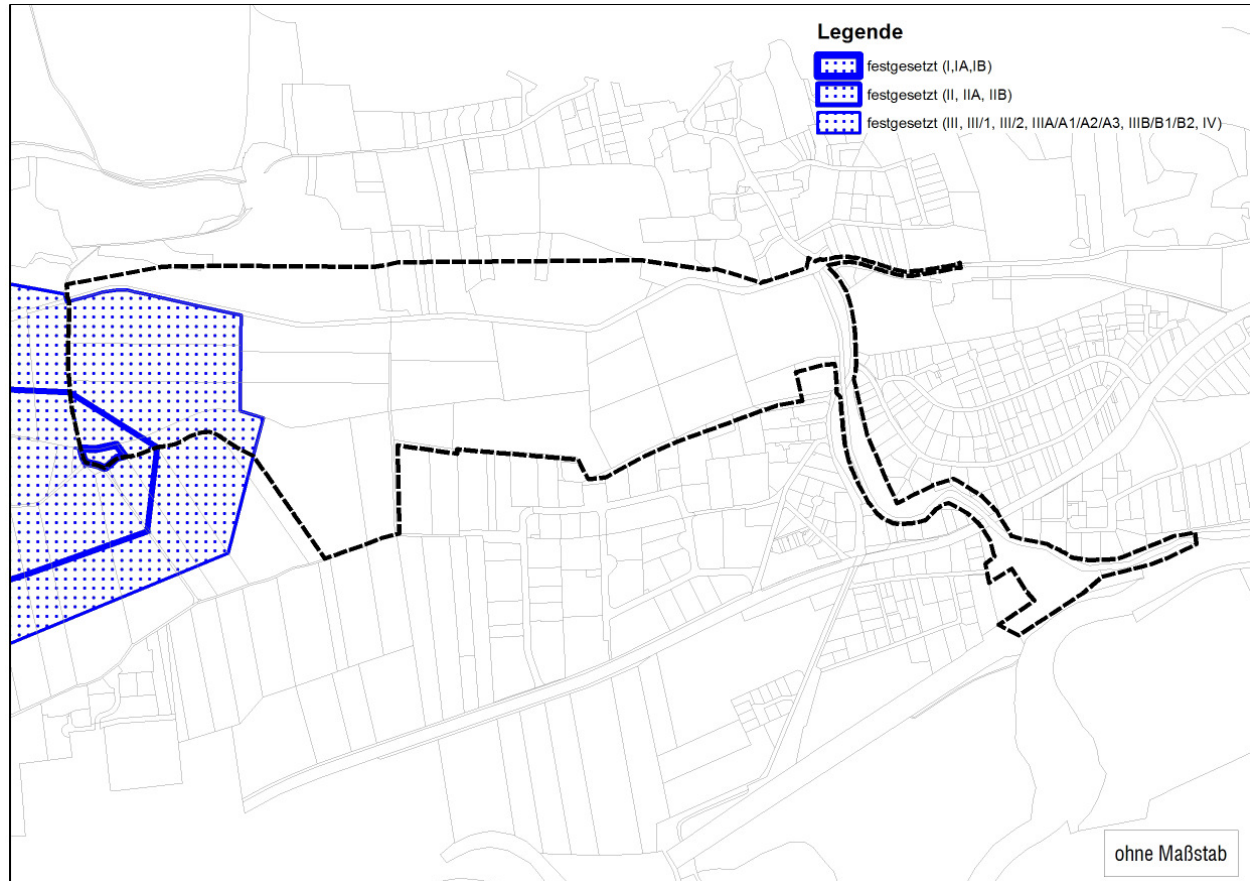 Legende
festgesetzt (I,IA,IB)
festgesetzt (II, IIA, IIB)
festgesetzt (III, III/1, III/2, IIIA/A1/A2/A3, IIIB/B1/B2, IV)
ohne Maßstab